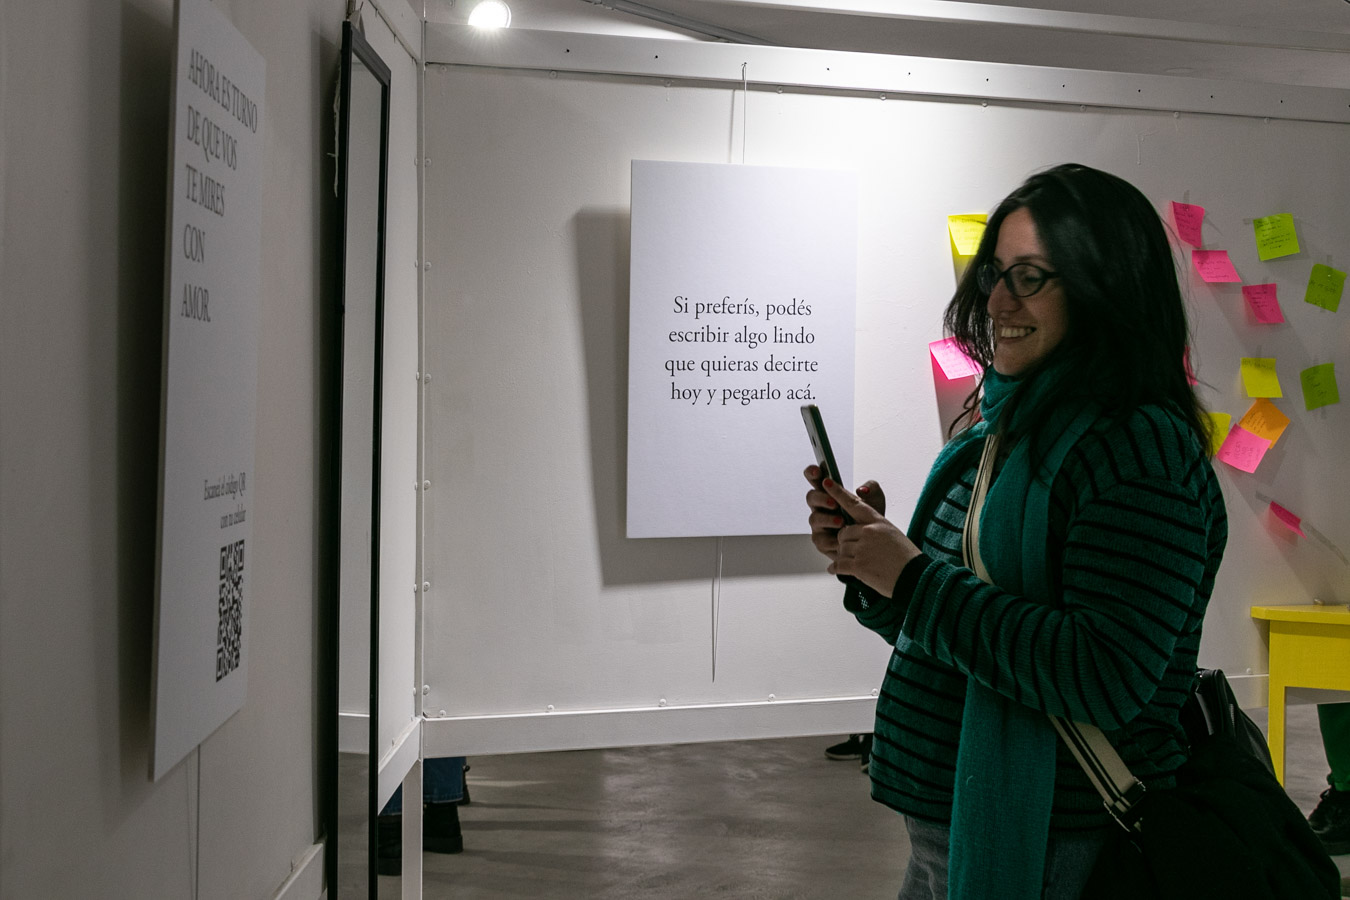 AHORA ES TURNO
DE QUE VOS
TE MIRES
CON
AMOR.
Escaneá el código QR
con tu celular
Si preferís, podés
escribir algo lindo
que quieras decirte
hoy y pegarlo acá.